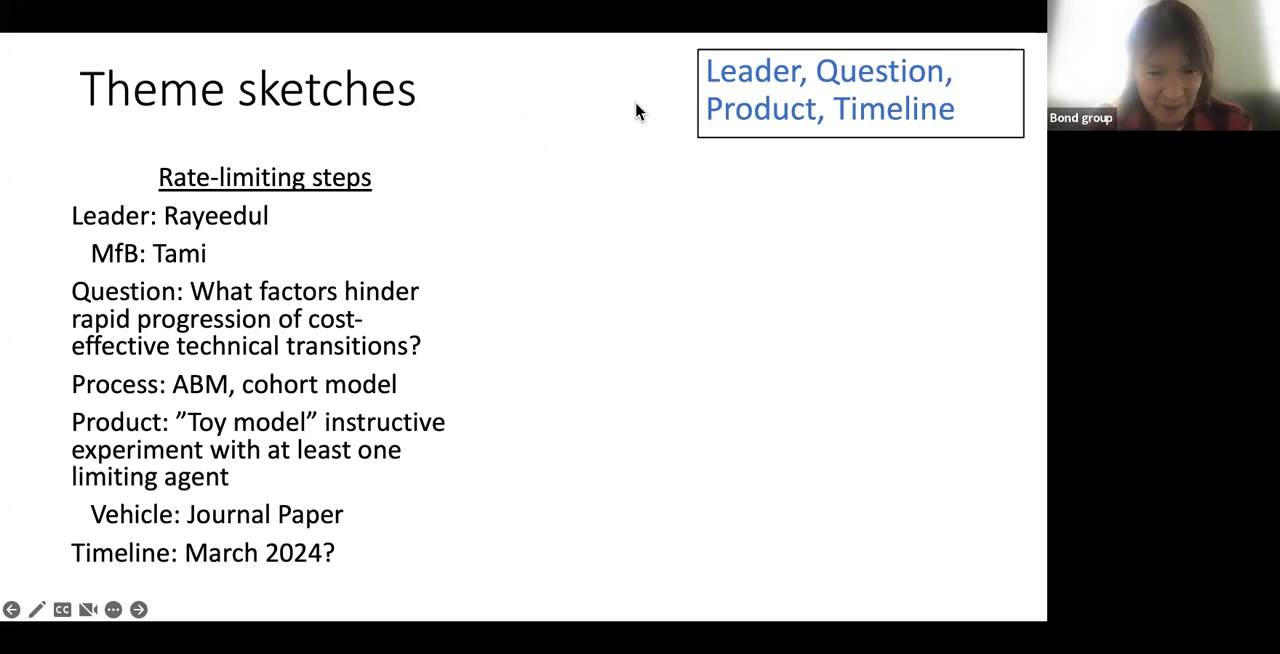 Theme sketches
Leader, Question,
Product, Timeline
Rate-limiting steps
Leader: Rayeedul
MfB: Tami
Question: What factors hinder
rapid progression of cost-
effective technical transitions?
Process: ABM, cohort model
Product: ”Toy model” instructive
experiment with at least one
limiting agent
Vehicle: Journal Paper
Timeline: March 2024?
CC
Bond group